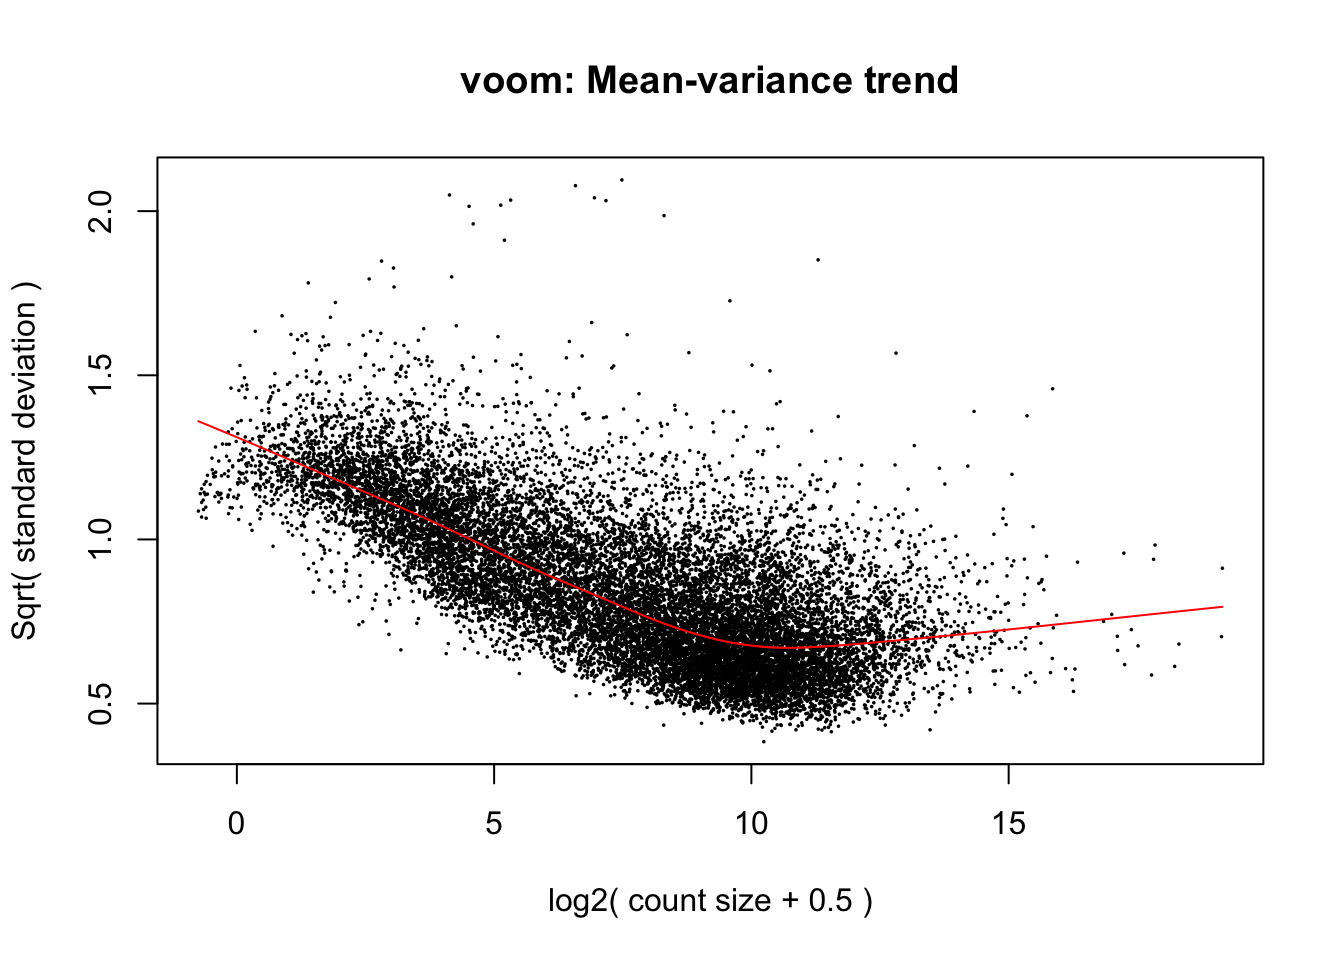 voom: Mean-variance trend
Sqrt( standard deviation )
2.0
1.5
1.0
0.5
0
5
10
15
log2( count size + 0.5 )